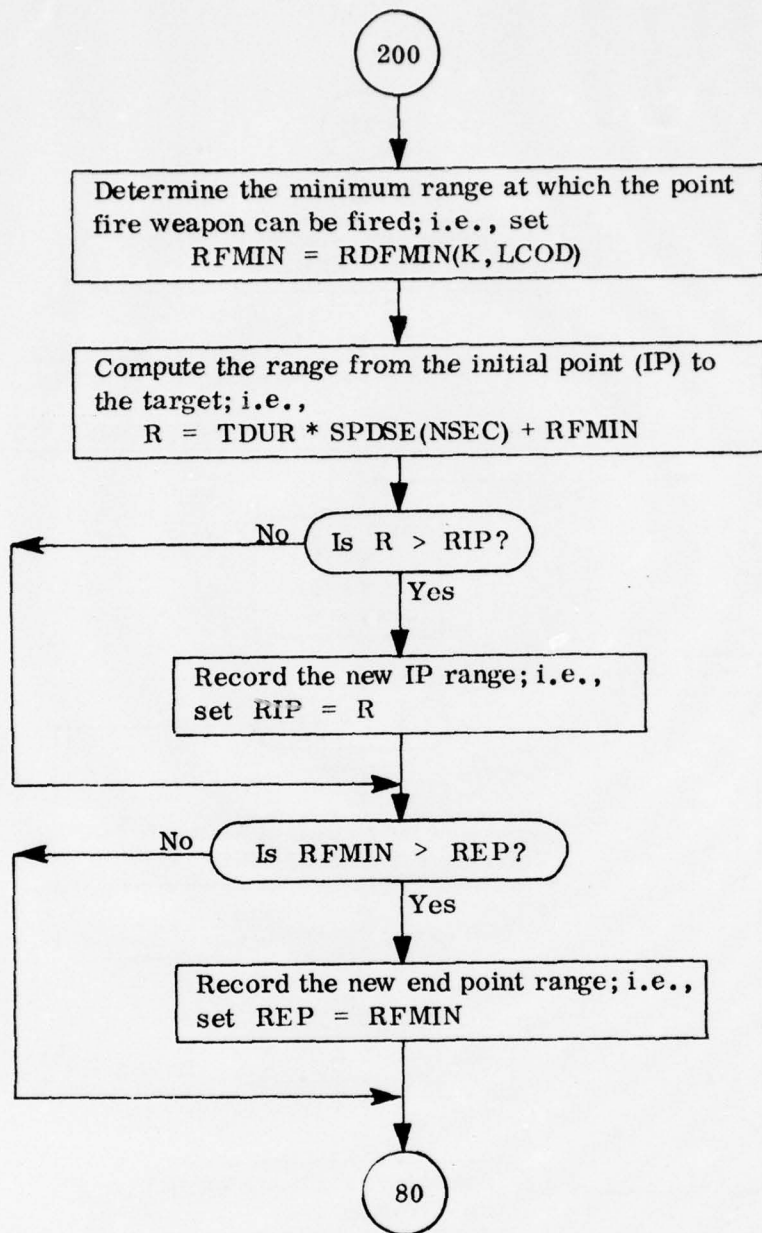 200
Determine the minimum range at which the point
fire weapon can be fired; i.e., set
RFMIN = RDFMIN(K,LCOD)
Compute the range from the initial point (IP) to
the target; i.e.,
R = TDUR * SPDSE(NSEC) + RFMIN
No
Is R > RIP?
Yes
Record the new IP range; i.e.,
set RIP = R
No
Is RFMIN > REP?
Yes
Record the new end point range; i.e.,
set REP = RFMIN
80